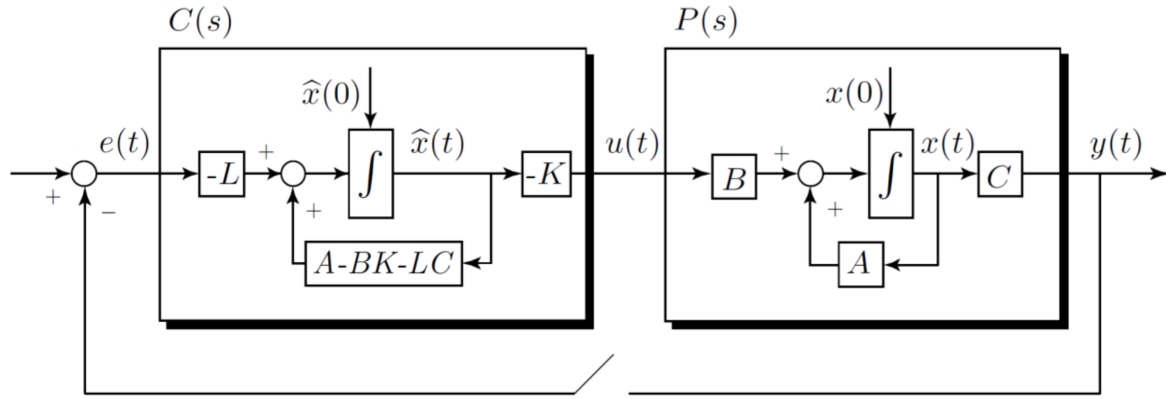 C(s)
P(s)
x̂(0)
x(0)
e(t)
x̂(t)
u(t)
x(t)
y(t)
+
-L
+
∫
-K
B
+
∫
C
+
−
+
+
A-BK-LC
A